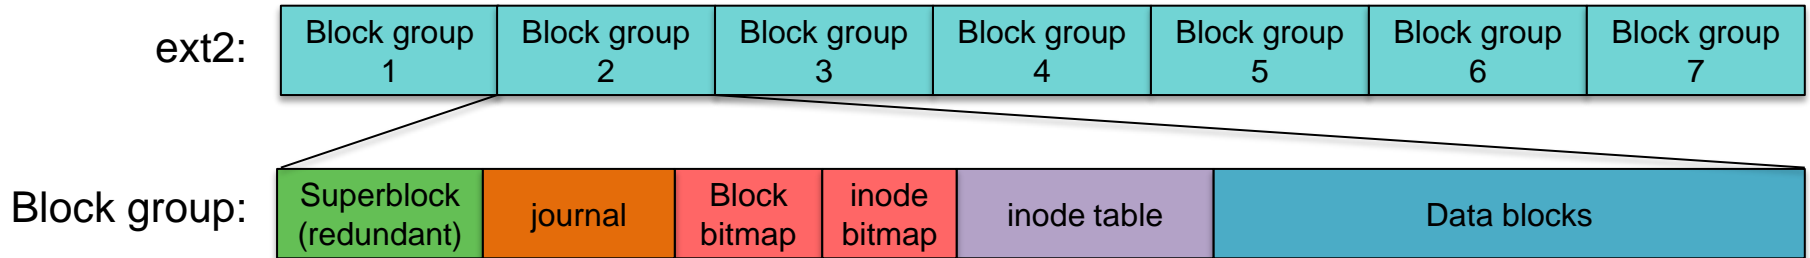 ext2:
Block group
1
Block group
2
Block group
3
Block group
4
Block group
5
Block group
6
Block group
7
Block group:
Superblock
(redundant)
journal
Block
bitmap
inode
bitmap
inode table
Data blocks